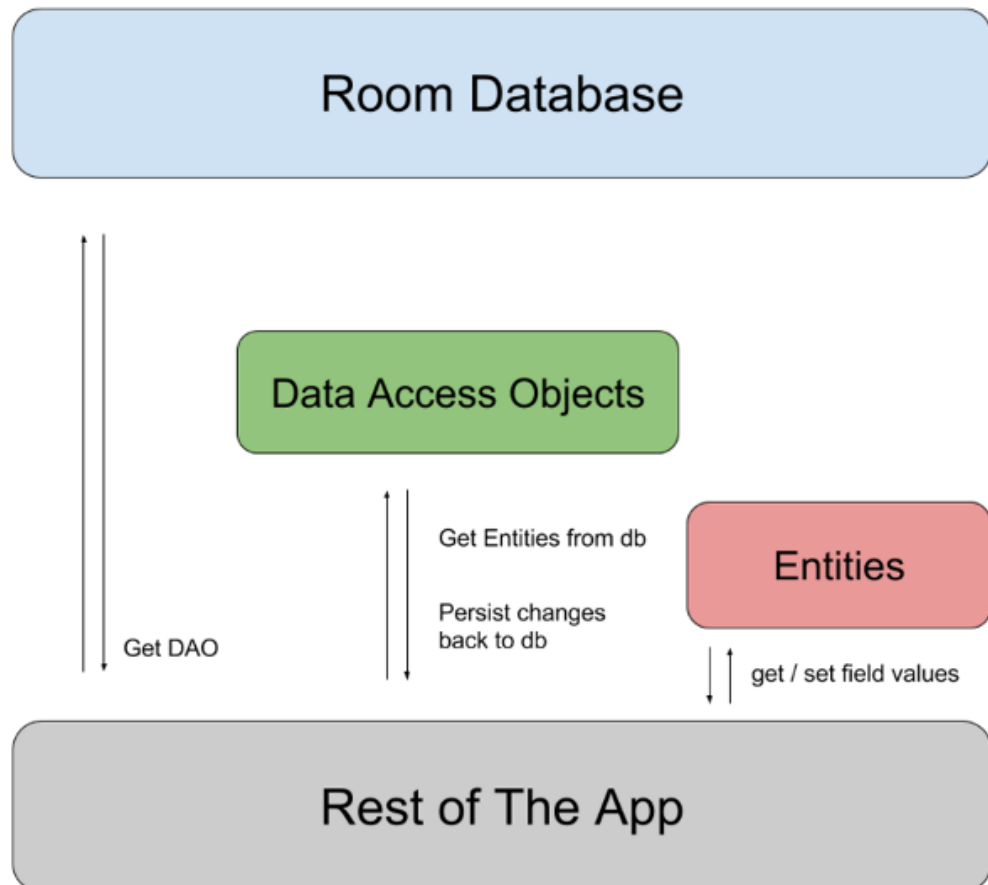 Room Database
Data Access Objects
Get Entities from db
Entities
Persist changes
back to db
Get DAO
get / set field values
Rest of The App